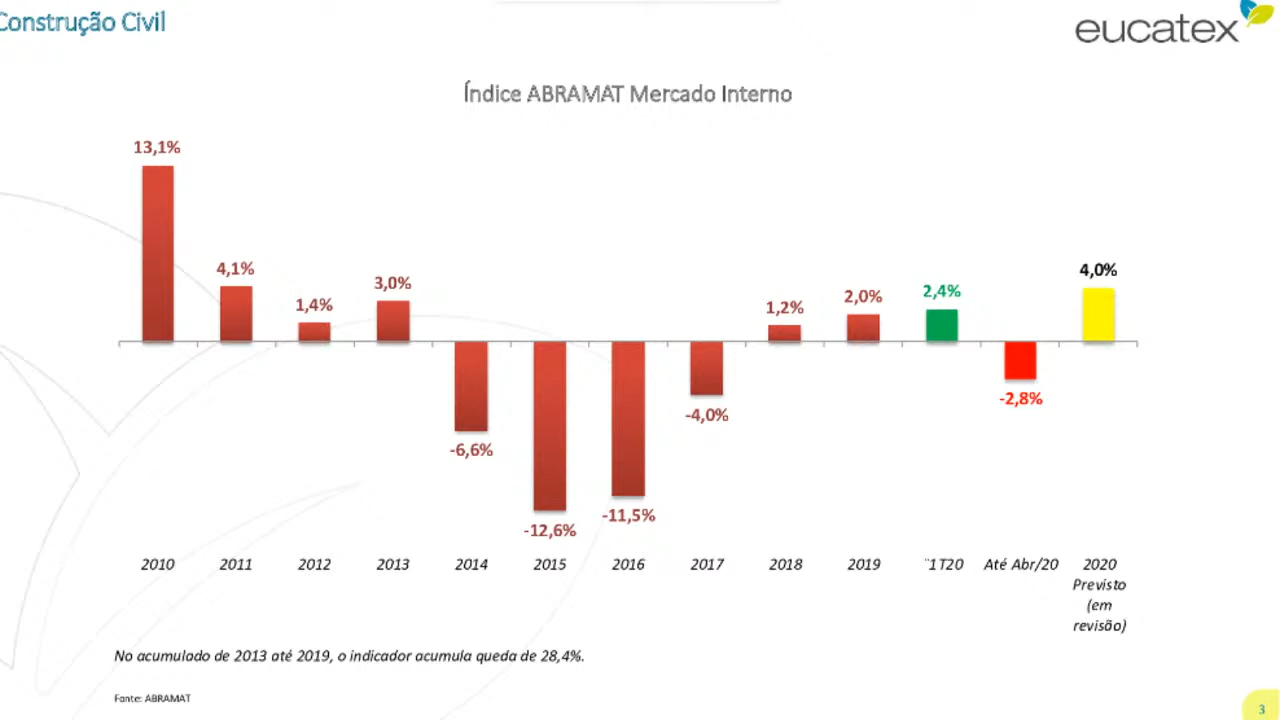 Construção Civil
eucatex
Índice ABRAMAT Mercado Interno
13,1%
4,1%
1,4%
3,0%
-6,6%
-12,6%
-11,5%
-4,0%
1,2%
2,0%
2,4%
-2,8%
4,0%
2010 2011 2012 2013 2014 2015 2016 2017 2018 2019 ¨1T20 Até Abr/20 2020
Previsto
(em
revisão)
No acumulado de 2013 até 2019, o indicador acumula queda de 28,4%.
Fonte: ABRAMAT
3